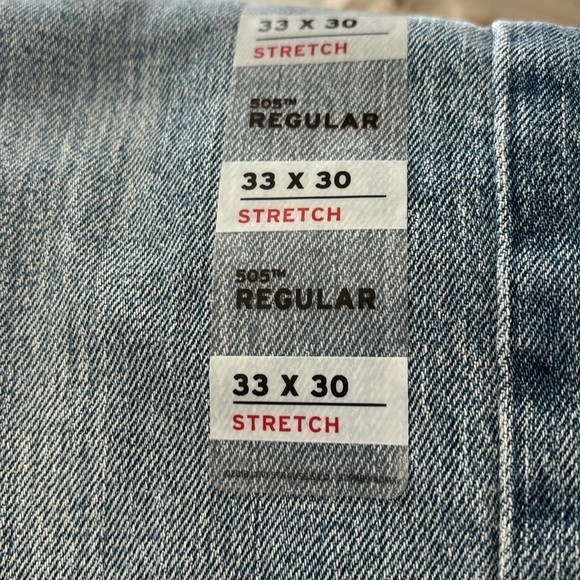 33 X 30
STRETCH
505™
REGULAR
33 X 30
STRETCH
505™
REGULAR
33 X 30
STRETCH